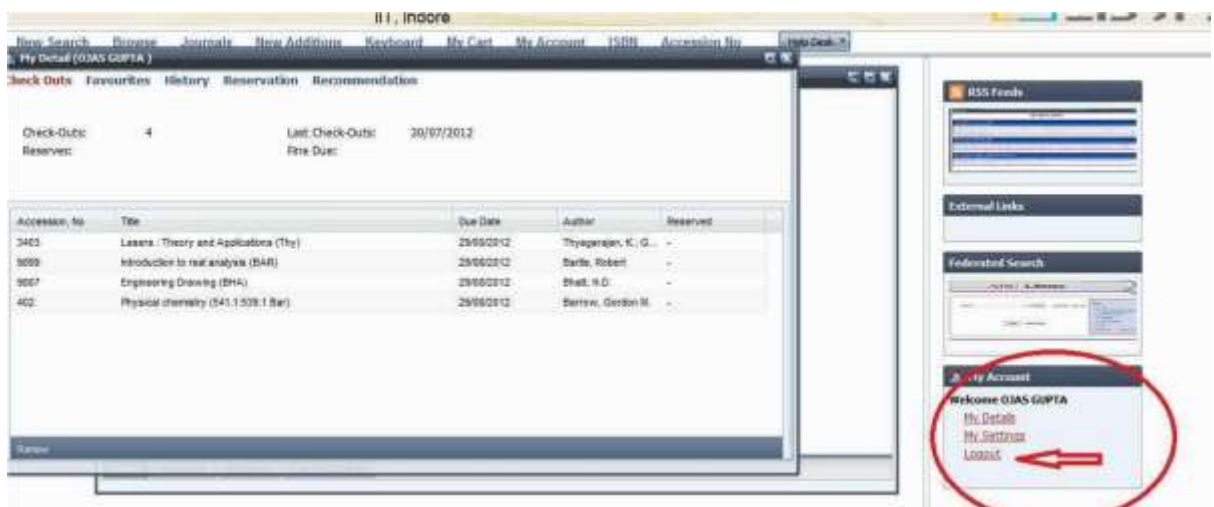 IIT, Indore
New Search Browse Journals New Additions Keyboard My Cart My Account ISBN Accession No Help Desk
My Detail (OJAS GUPTA )
Check Outs Favourites History Reservation Recommendation
Check-Outs: 4 Last Check-Outs: 20/07/2012
Reserves: Fine Due:
Accession. No Title Due Date Author Reserved
3403 Lasers : Theory and Applications (Thy) 29/08/2012 Thyagarajan, K., G... -
Introduction to real analysis (BAR) 29/08/2012 Bartle, Robert -
Engineering Drawing (BHA) 29/08/2012 Bhatt, N.D. -
402 Physical chemistry (541.1 Bar) 29/08/2012 Barrow, Gordon M. -
Renew
RSS Feeds
External Links
Federated Search
My Account
Welcome OJAS GUPTA
My Details
My Settings
Logout